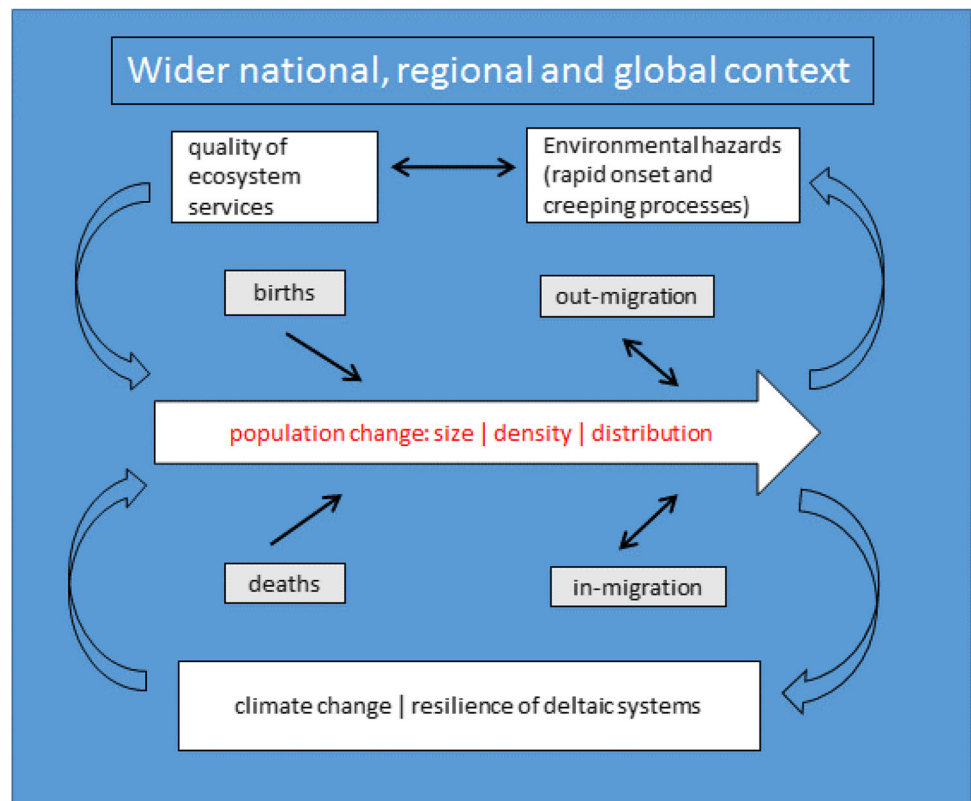 Wider national, regional and global context
quality of
ecosystem
services
Environmental hazards
(rapid onset and
creeping processes)
births
out-migration
population change: size | density | distribution
deaths
in-migration
climate change | resilience of deltaic systems